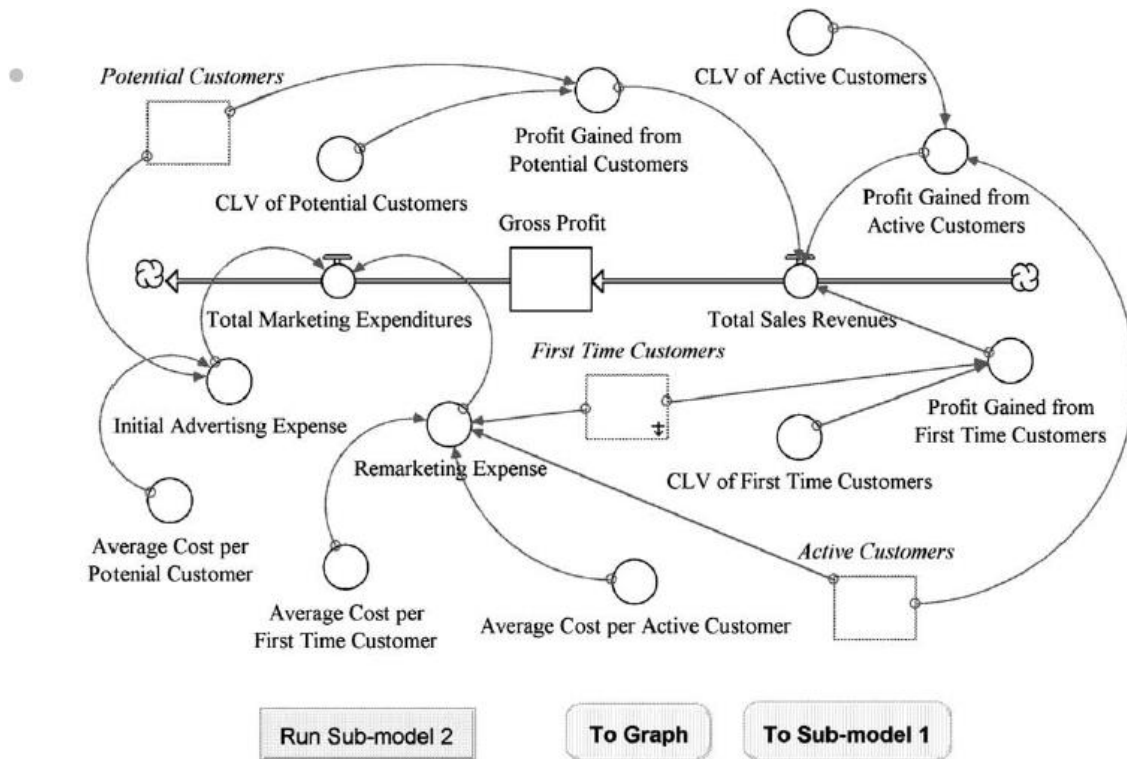 CLV of Active Customers
Potential Customers
Profit Gained from
Potential Customers
CLV of Potential Customers
Profit Gained from
Active Customers
Gross Profit
Total Marketing Expenditures
Total Sales Revenues
First Time Customers
Initial Advertisng Expense
Profit Gained from
First Time Customers
Remarketing Expense
CLV of First Time Customers
Average Cost per
Potenial Customer
Active Customers
Average Cost per
First Time Customer
Average Cost per Active Customer
Run Sub-model 2
To Graph
To Sub-model 1